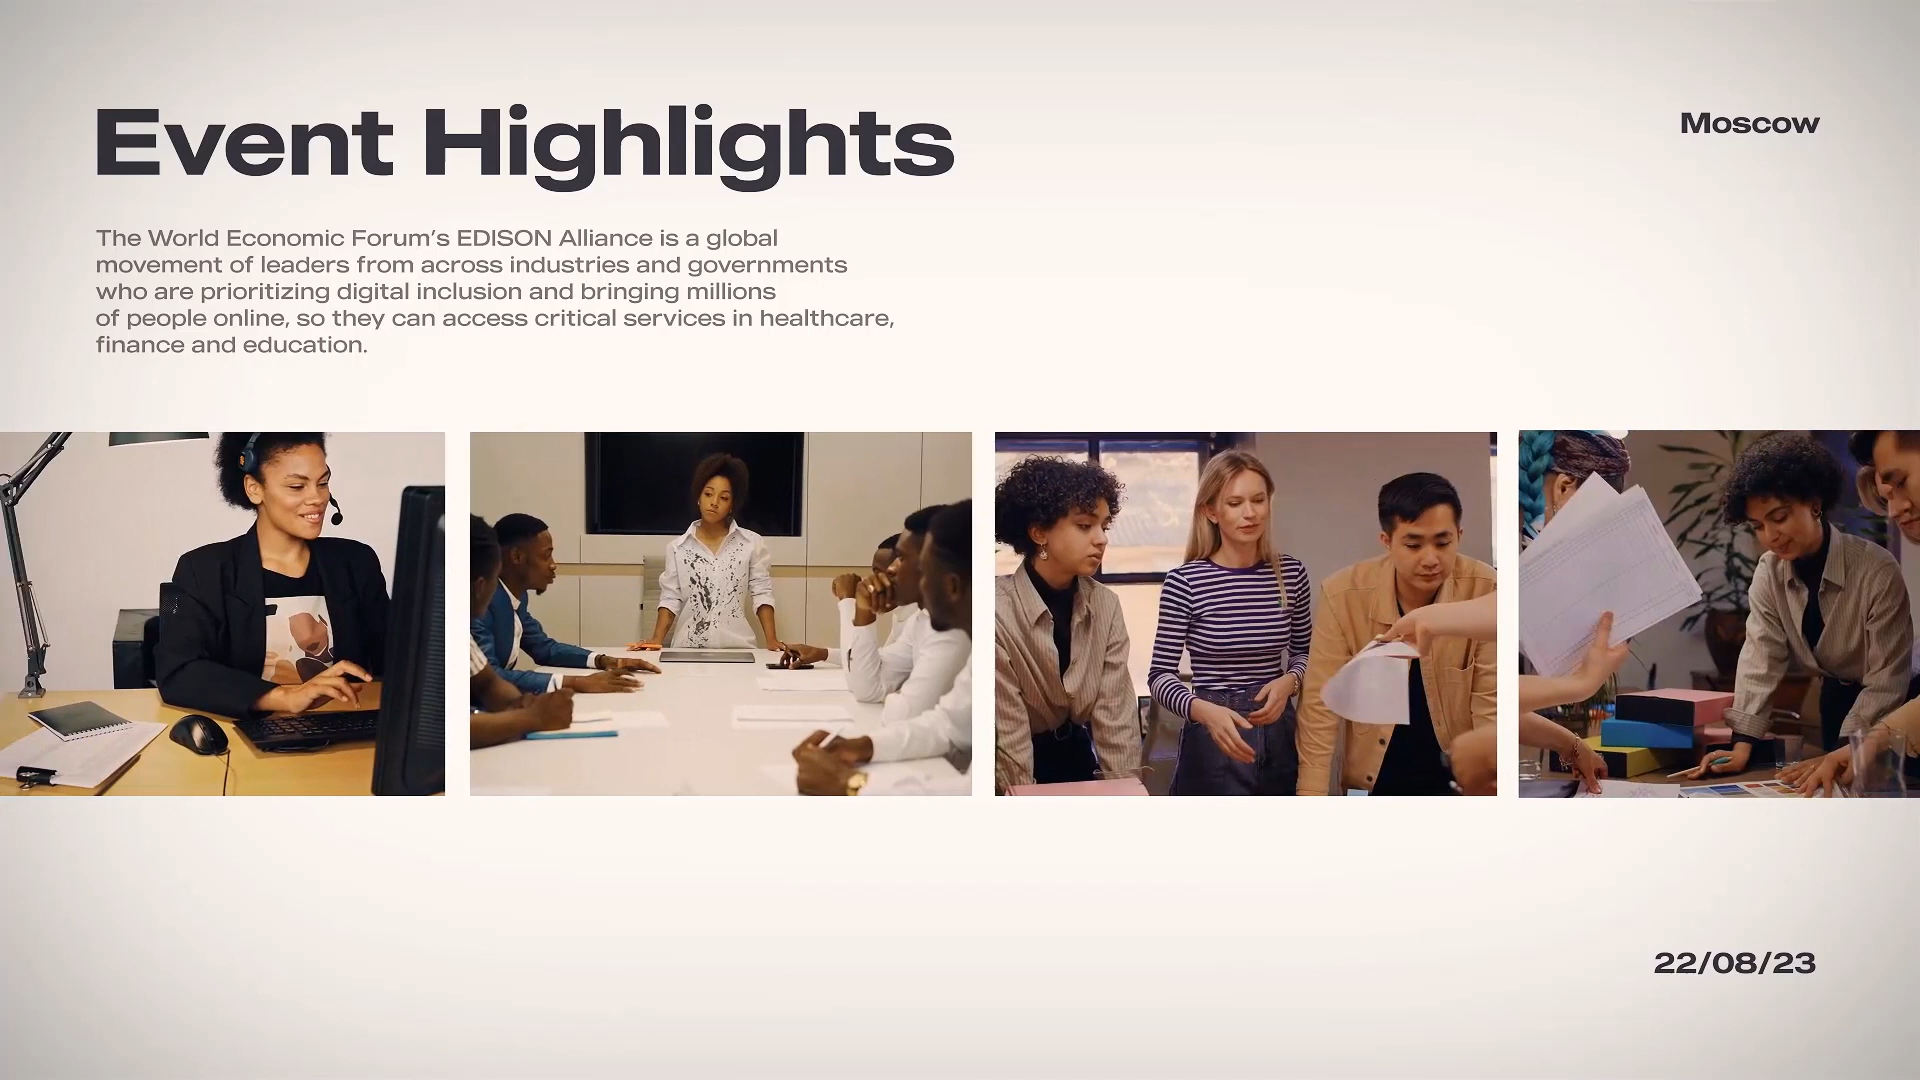 Event Highlights
Moscow
The World Economic Forum’s EDISON Alliance is a global
movement of leaders from across industries and governments
who are prioritizing digital inclusion and bringing millions
of people online, so they can access critical services in healthcare,
finance and education.
22/08/23